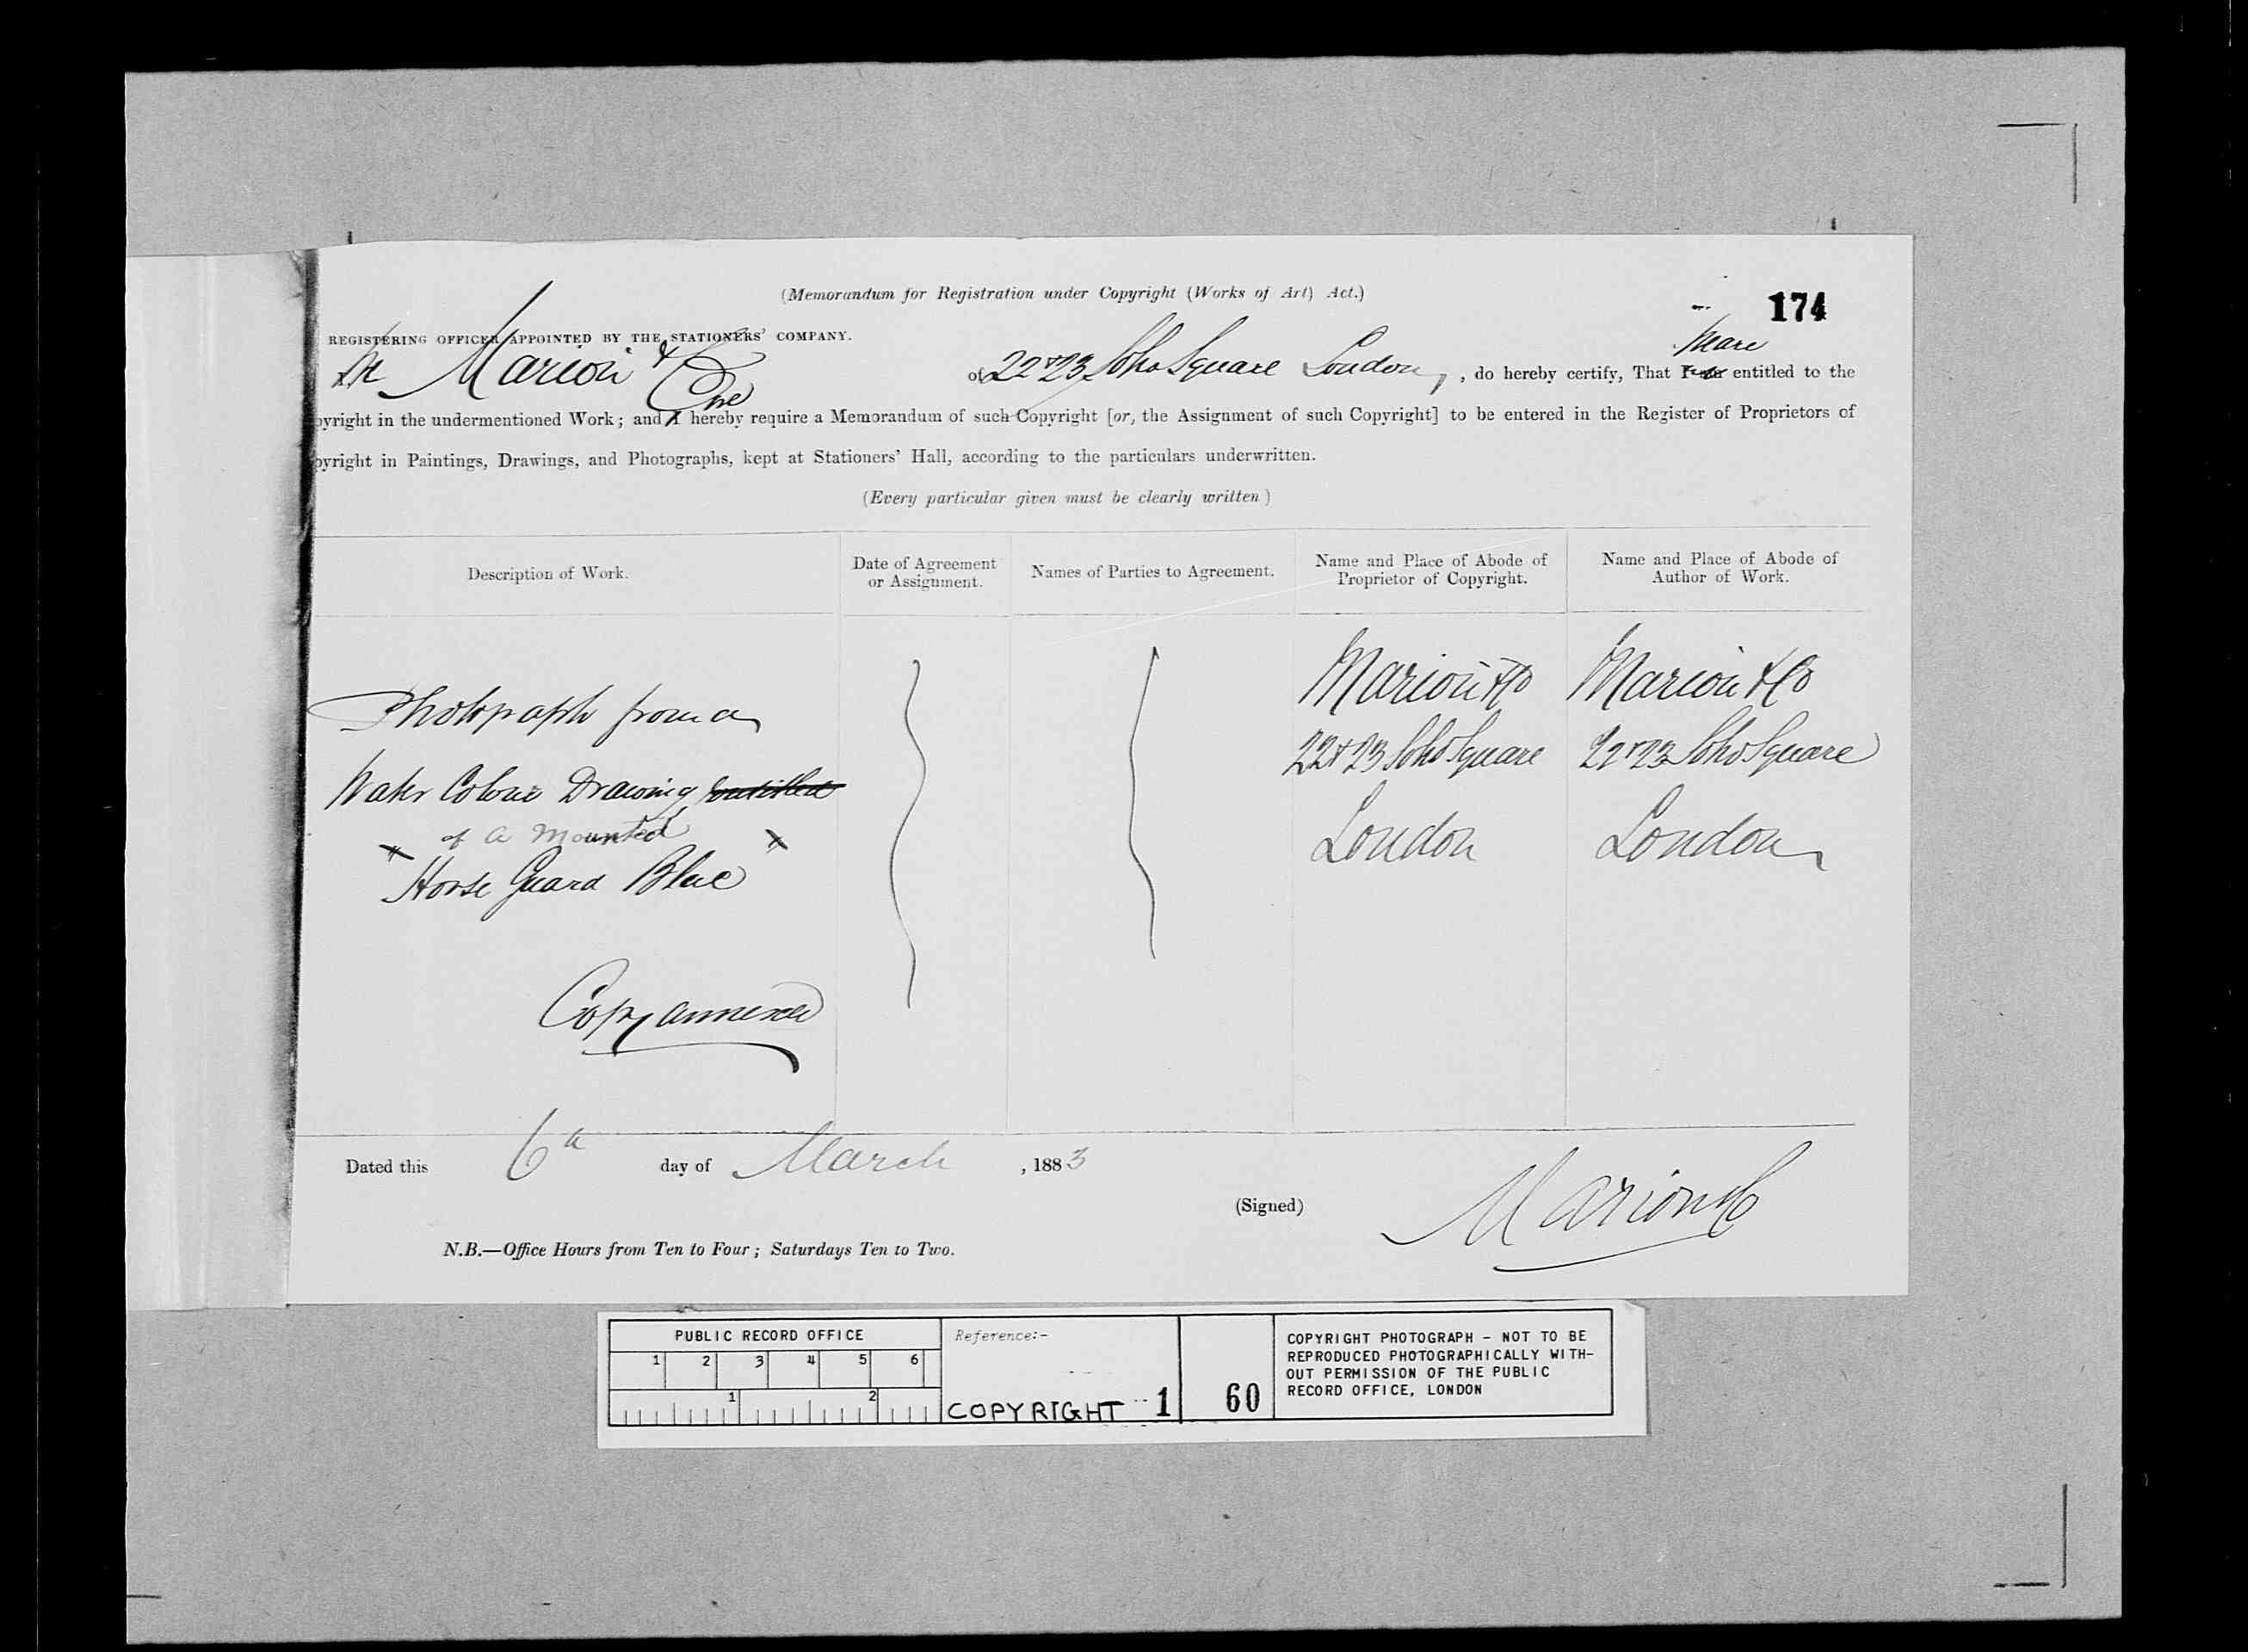 (Memorandum for Registration under Copyright (Works of Art) Act.)
174
REGISTERING OFFICER APPOINTED BY THE STATIONERS' COMPANY.
We Marion & Co of 22 & 23 Soho Square London, , do hereby certify, That I am We are entitled to the
We
pyright in the undermentioned Work; and I hereby require a Memorandum of such Copyright [or, the Assignment of such Copyright] to be entered in the Register of Proprietors of
pyright in Paintings, Drawings, and Photographs, kept at Stationers' Hall, according to the particulars underwritten.
(Every particular given must be clearly written)
Description of Work.
Date of Agreement
or Assignment.
Names of Parties to Agreement.
Name and Place of Abode of
Proprietor of Copyright.
Name and Place of Abode of
Author of Work.
Photograph from a
Water Colour Drawing entitled
of a mounted
"Horse Guard Blue"
Copy annexed
Marion & Co
22 & 23 Soho Square
London
Marion & Co
22 & 23 Soho Square
London
Dated this 6th day of March , 1883
(Signed) Marion & Co
N.B.—Office Hours from Ten to Four; Saturdays Ten to Two.
PUBLIC RECORD OFFICE
1 2 3 4 5 6
1 2
Reference:-
COPYRIGHT 1
60
COPYRIGHT PHOTOGRAPH - NOT TO BE
REPRODUCED PHOTOGRAPHICALLY WITH-
OUT PERMISSION OF THE PUBLIC
RECORD OFFICE, LONDON